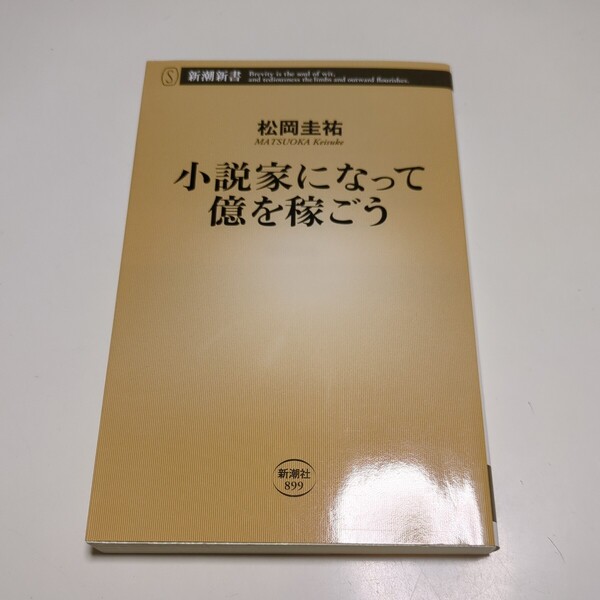 S
新潮新書
Brevity is the soul of wit,
and tediousness the limbs and outward flourishes.
松岡圭祐
MATSUOKA Keisuke
小説家になって
億を稼ごう
新潮社
899